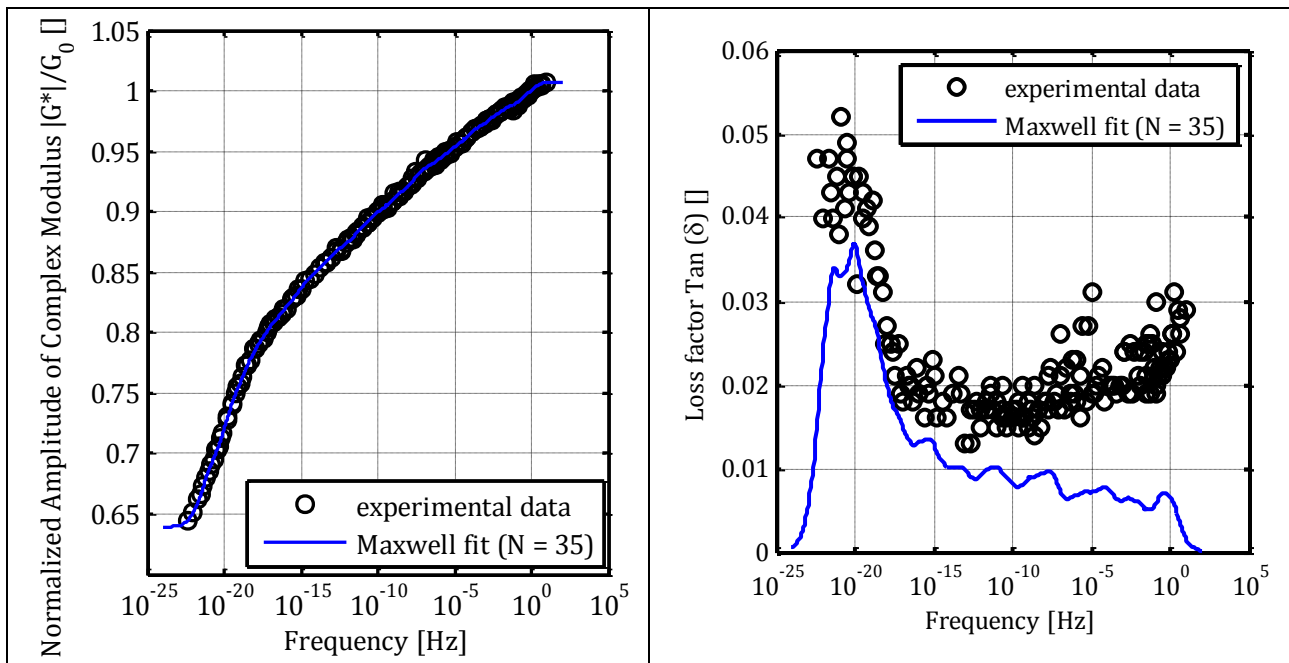 Normalized Amplitude of Complex Modulus |G*|/G₀ []
1.05
1
0.95
0.9
0.85
0.8
0.75
0.7
0.65
experimental data
Maxwell fit (N = 35)
10⁻²⁵ 10⁻²⁰ 10⁻¹⁵ 10⁻¹⁰ 10⁻⁵ 10⁰ 10⁵
Frequency [Hz]
Loss factor Tan (δ) []
0.06
0.05
0.04
0.03
0.02
0.01
0
experimental data
Maxwell fit (N = 35)
10⁻²⁵ 10⁻²⁰ 10⁻¹⁵ 10⁻¹⁰ 10⁻⁵ 10⁰ 10⁵
Frequency [Hz]